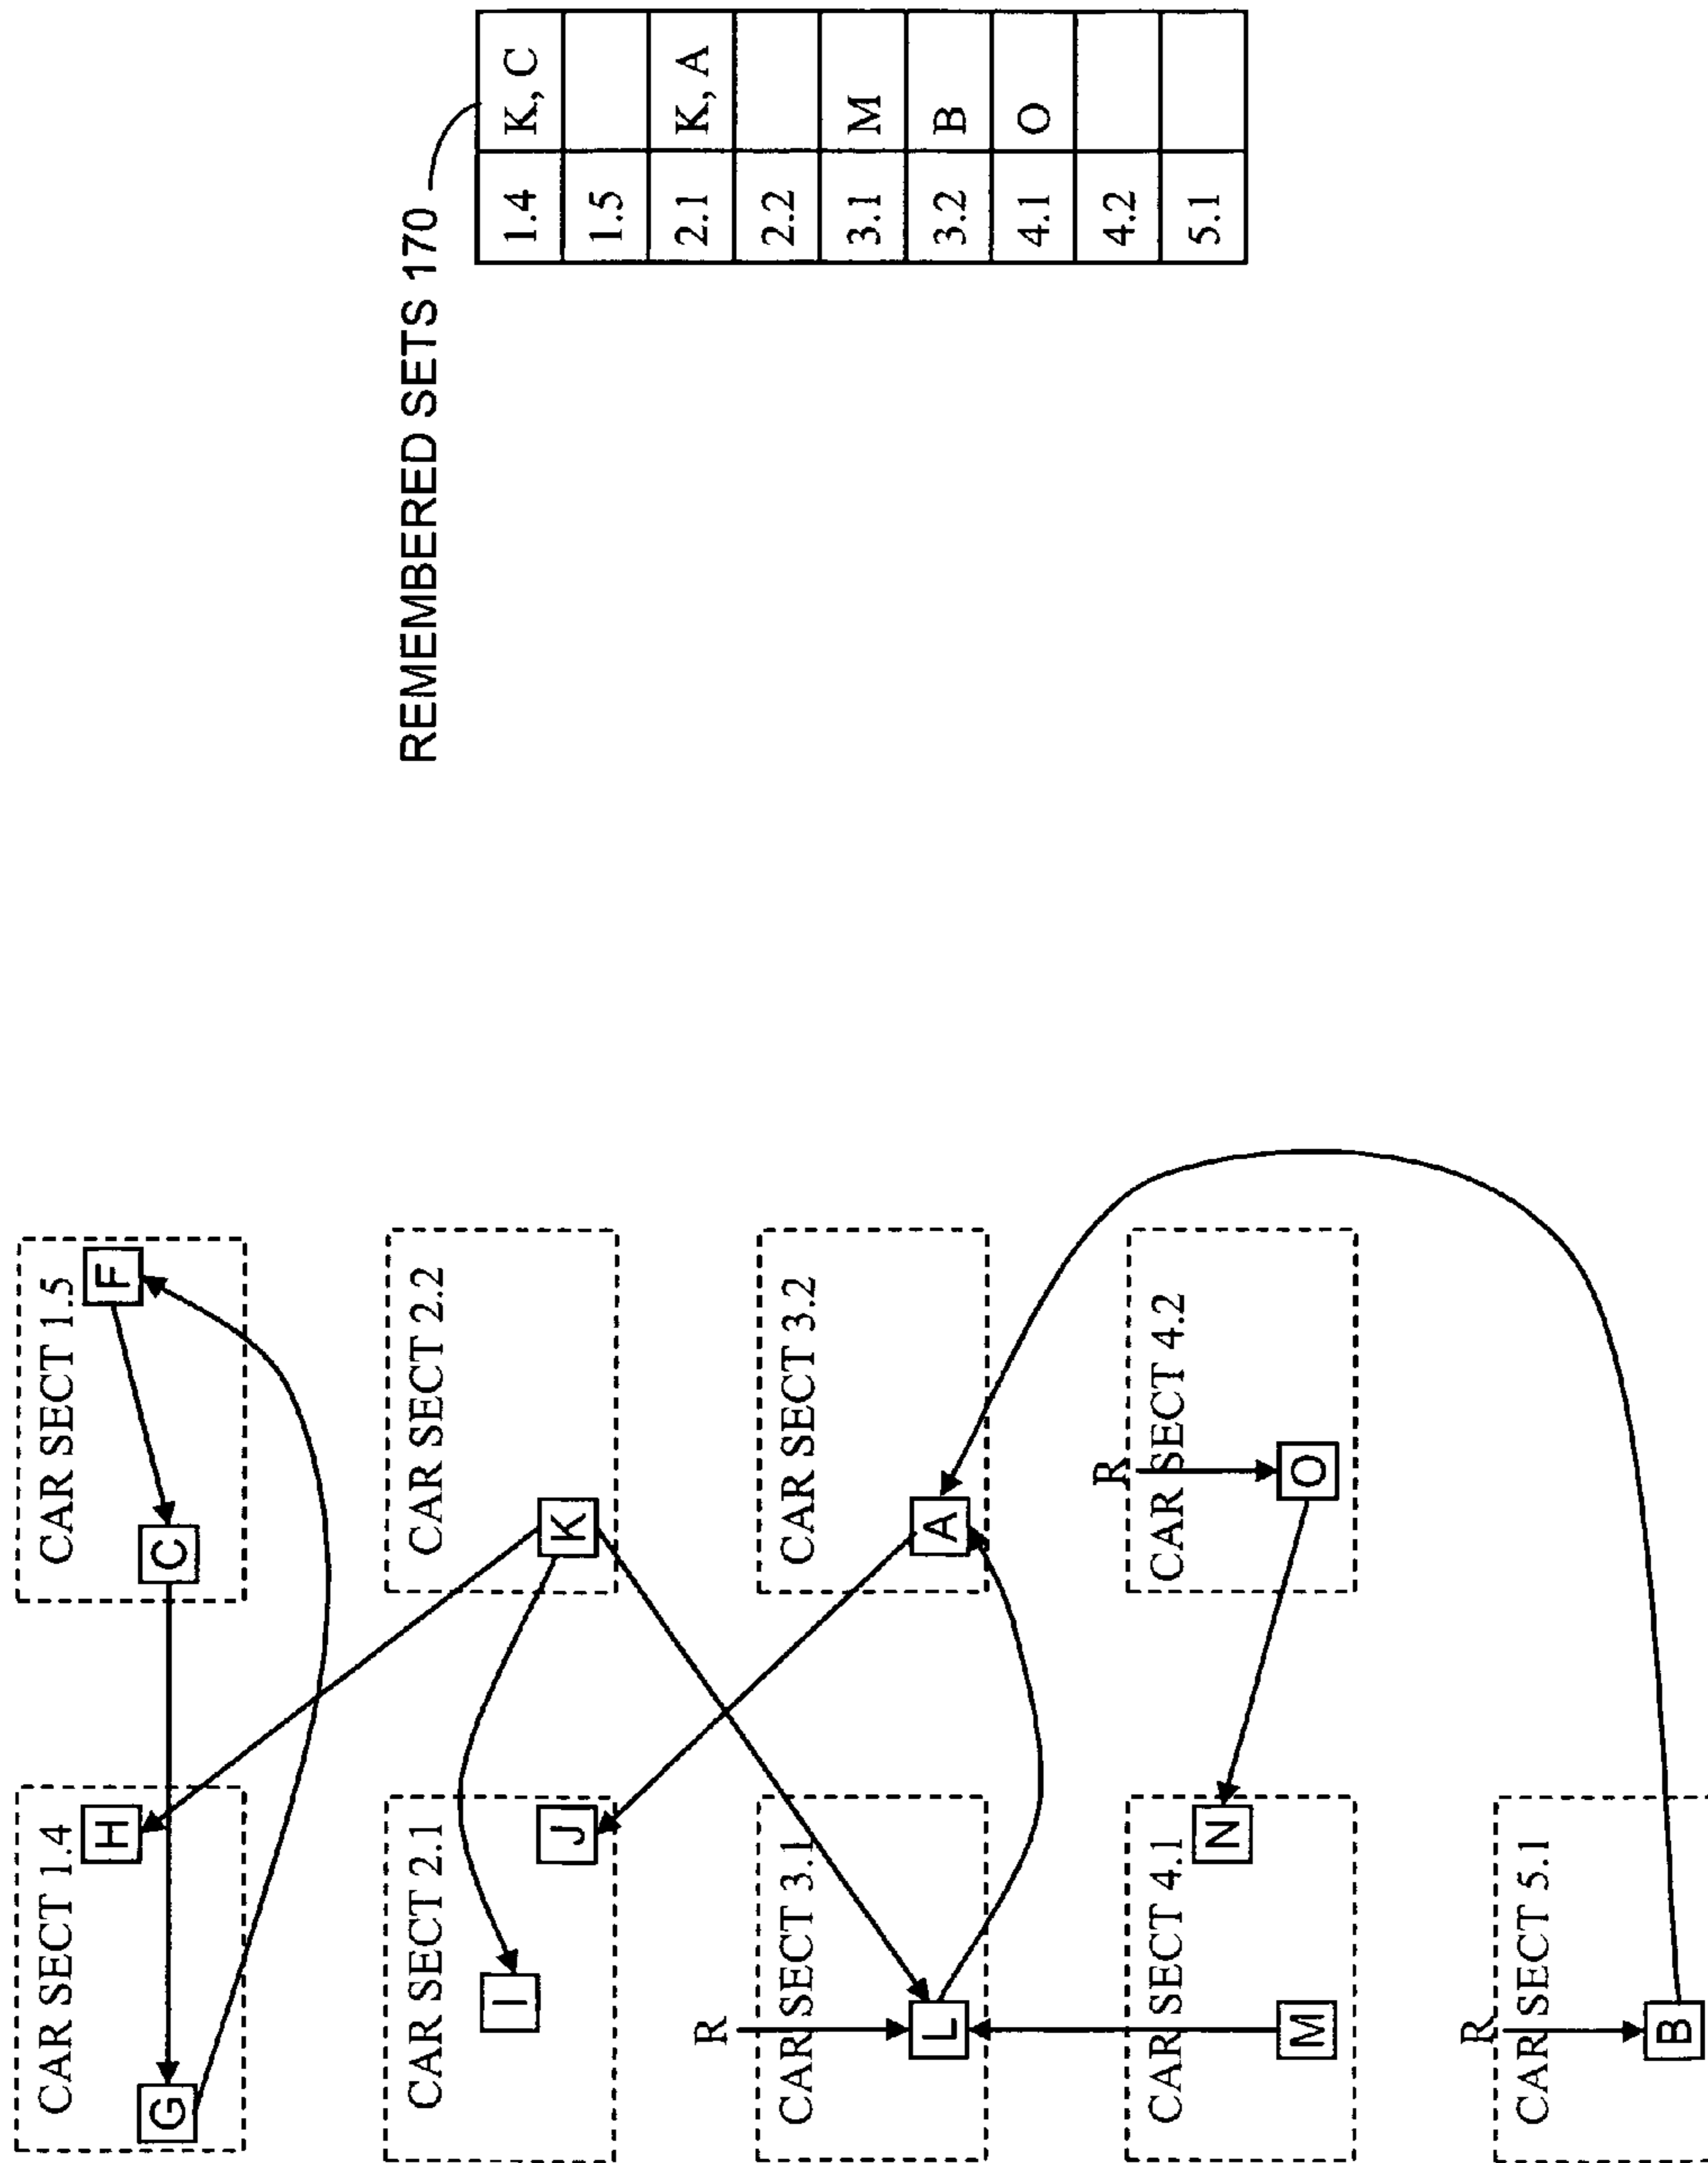 CAR SECT 1.4
G
H
CAR SECT 1.5
C
F
CAR SECT 2.1
I
J
CAR SECT 2.2
K
R
CAR SECT 3.1
L
CAR SECT 3.2
A
CAR SECT 4.1
M
N
R
CAR SECT 4.2
O
R
CAR SECT 5.1
B
REMEMBERED SETS 170
1.4 K, C
1.5
2.1 K, A
2.2
3.1 M
3.2 B
4.1 O
4.2
5.1